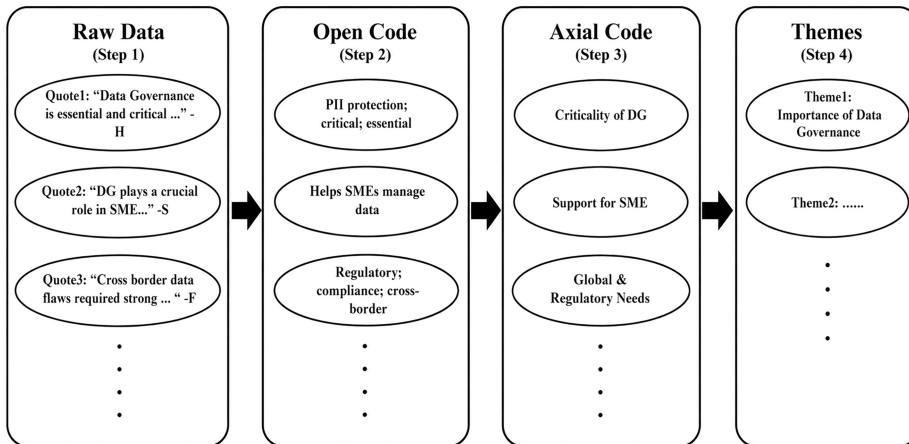 Raw Data
(Step 1)
Quote1: “Data Governance
is essential and critical ...” -
H
Quote2: “DG plays a crucial
role in SME...” -S
Quote3: “Cross border data
flaws required strong ... “ -F
Open Code
(Step 2)
PII protection;
critical; essential
Helps SMEs manage
data
Regulatory;
compliance; cross-
border
Axial Code
(Step 3)
Criticality of DG
Support for SME
Global &
Regulatory Needs
Themes
(Step 4)
Theme1:
Importance of Data
Governance
Theme2: ......